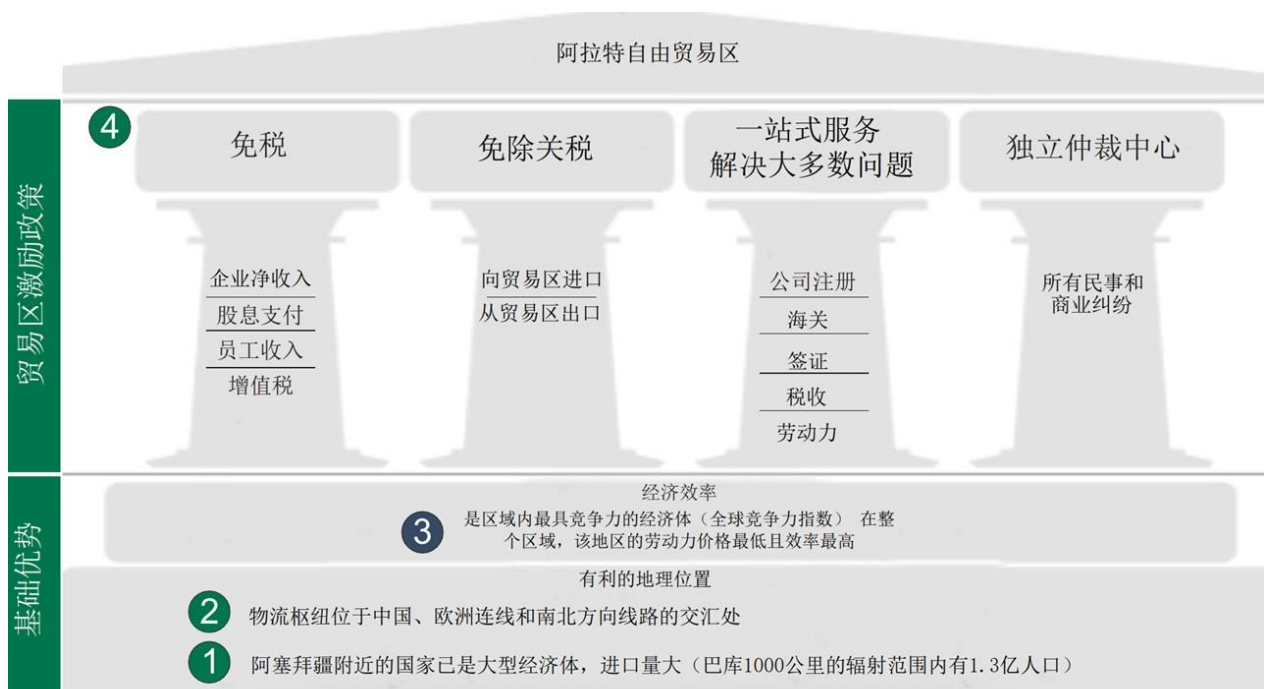 阿拉特自由贸易区
贸易区激励政策
4
免税
企业净收入
股息支付
员工收入
增值税
免除关税
向贸易区进口
从贸易区出口
一站式服务
解决大多数问题
公司注册
海关
签证
税收
劳动力
独立仲裁中心
所有民事和
商业纠纷
基础优势
经济效率
3
是区域内最具竞争力的经济体（全球竞争力指数） 在整
个区域，该地区的劳动力价格最低且效率最高
有利的地理位置
2 物流枢纽位于中国、欧洲连线和南北方向线路的交汇处
1 阿塞拜疆附近的国家已是大型经济体，进口量大（巴库1000公里的辐射范围内有1.3亿人口）